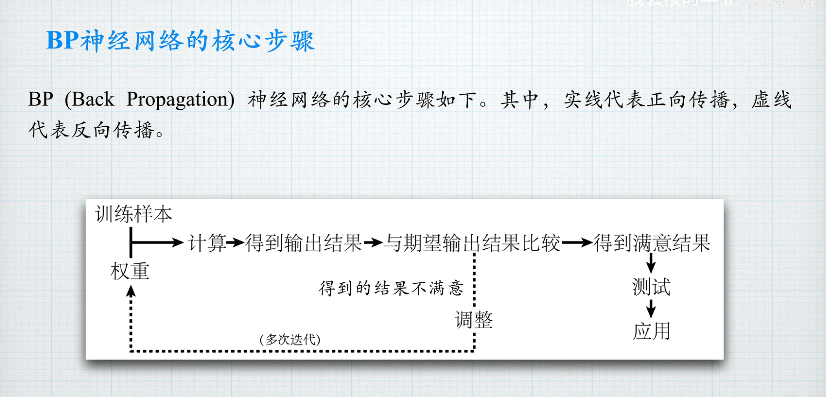 BP神经网络的核心步骤
BP (Back Propagation) 神经网络的核心步骤如下。其中，实线代表正向传播，虚线
代表反向传播。
训练样本
计算 得到输出结果 与期望输出结果比较 得到满意结果
权重
得到的结果不满意
测试
调整
应用
(多次迭代)